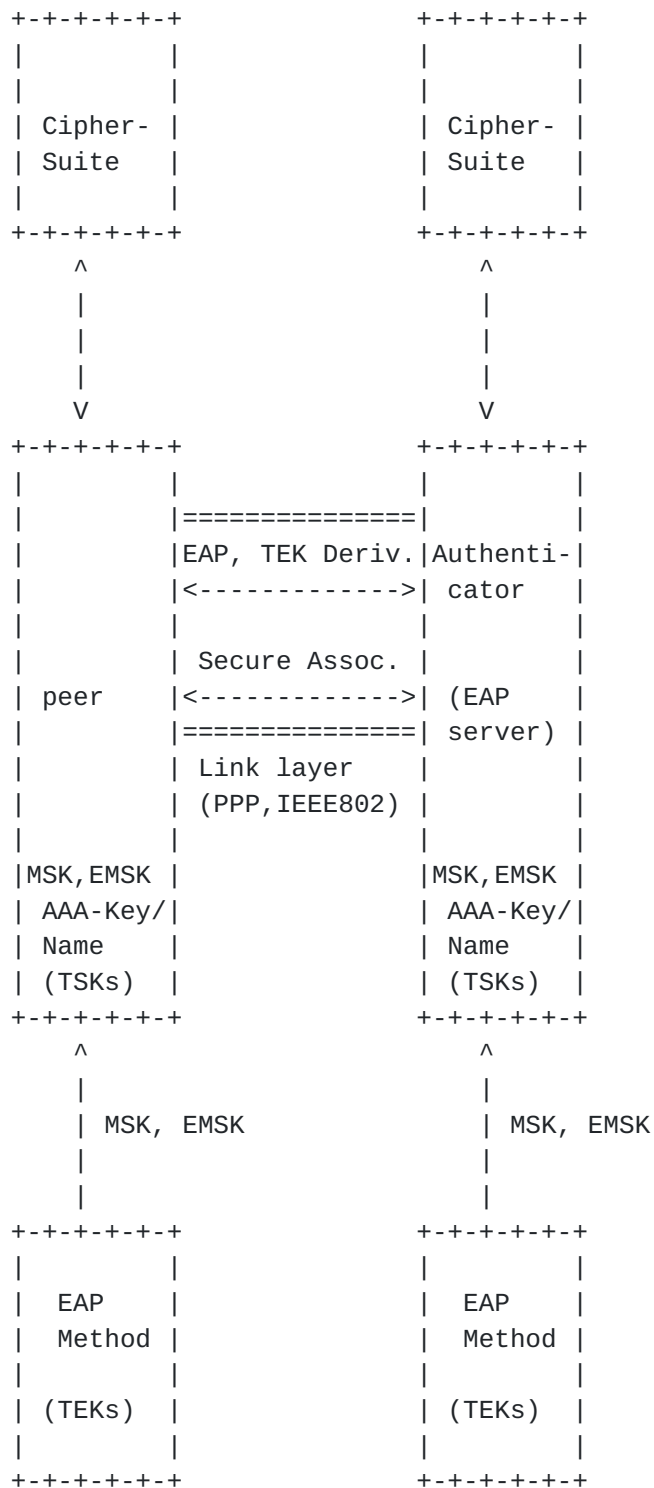 +-+-+-+-+-+               +-+-+-+-+-+
|         |               |         |
|         |               |         |
| Cipher- |               | Cipher- |
| Suite   |               | Suite   |
|         |               |         |
+-+-+-+-+-+               +-+-+-+-+-+
    ^                         ^
    |                         |
    |                         |
    |                         |
    V                         V
+-+-+-+-+-+               +-+-+-+-+-+
|         |               |         |
|         |===============|         |
|         |EAP, TEK Deriv.|Authenti-|
|         |<------------->| cator   |
|         |               |         |
|         | Secure Assoc. |         |
| peer    |<------------->| (EAP    |
|         |===============| server) |
|         | Link layer    |         |
|         | (PPP,IEEE802) |         |
|         |               |         |
|MSK,EMSK |               |MSK,EMSK |
| AAA-Key/|               | AAA-Key/|
| Name    |               | Name    |
| (TSKs)  |               | (TSKs)  |
+-+-+-+-+-+               +-+-+-+-+-+
    ^                         ^
    |                         |
    | MSK, EMSK               | MSK, EMSK
    |                         |
    |                         |
+-+-+-+-+-+               +-+-+-+-+-+
|         |               |         |
|  EAP    |               |  EAP    |
|  Method |               |  Method |
|         |               |         |
| (TEKs)  |               | (TEKs)  |
|         |               |         |
+-+-+-+-+-+               +-+-+-+-+-+